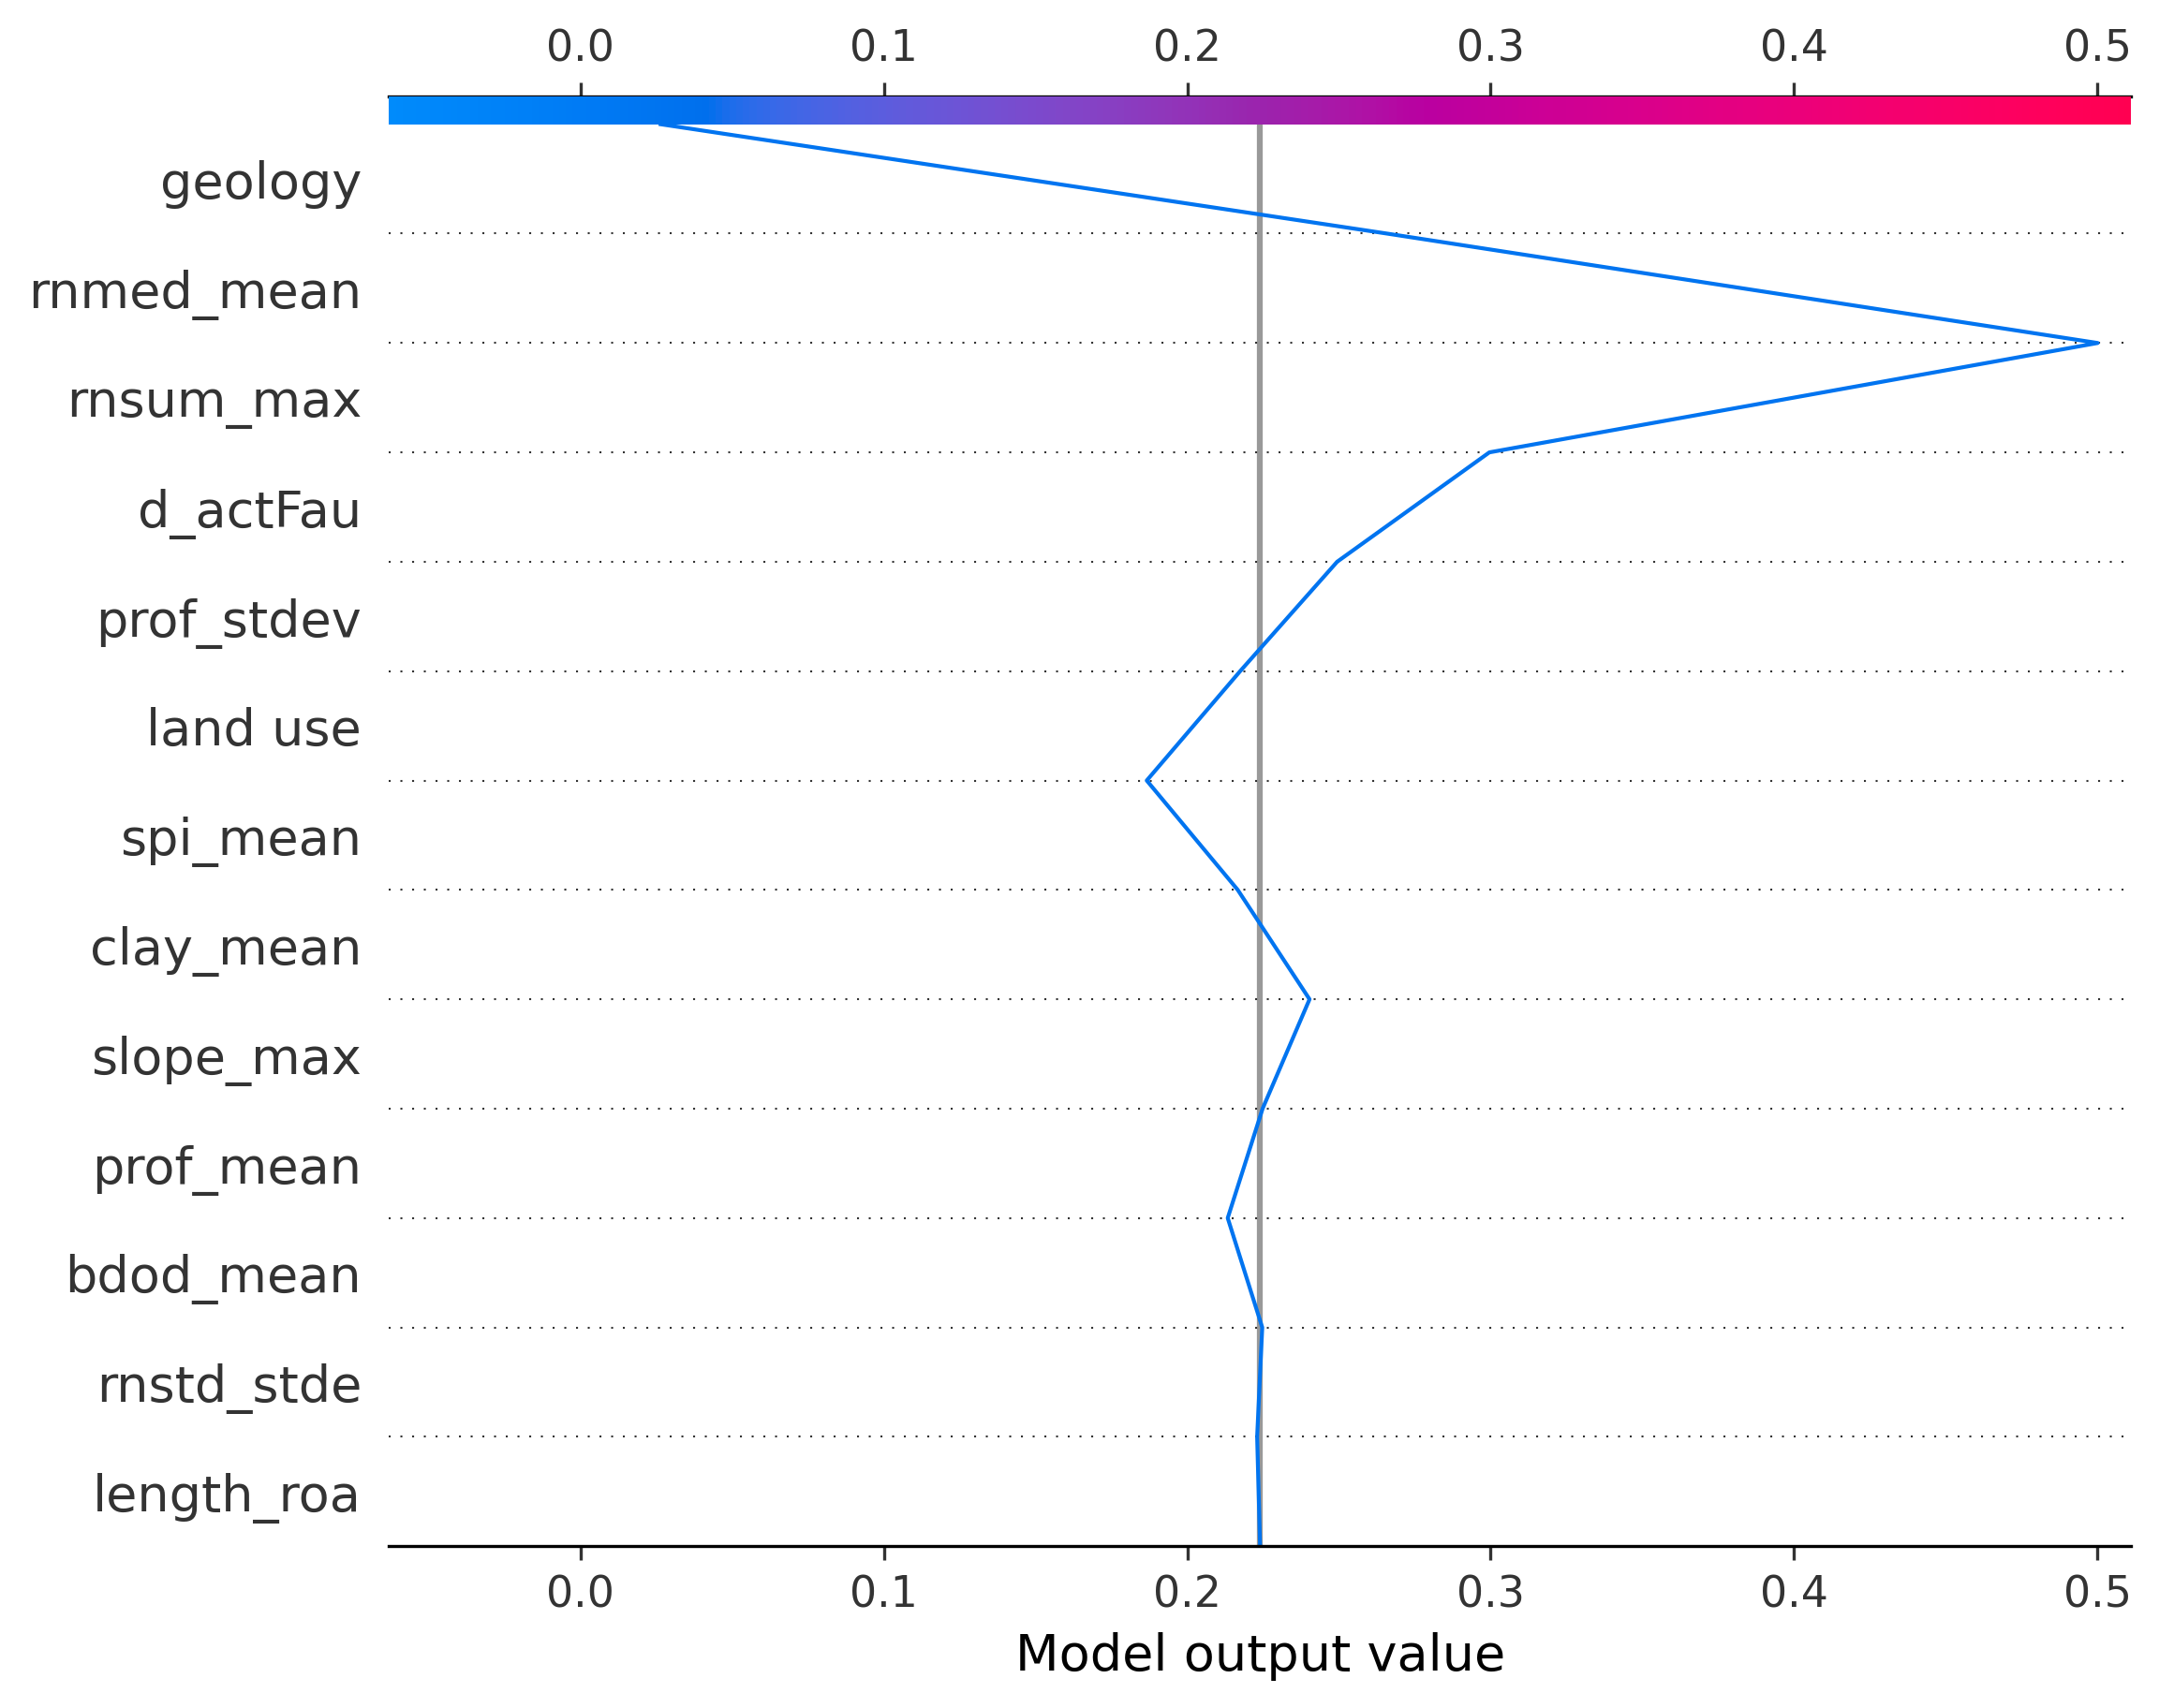 0.0 0.1 0.2 0.3 0.4 0.5
geology
rnmed_mean
rnsum_max
d_actFau
prof_stdev
land use
spi_mean
clay_mean
slope_max
prof_mean
bdod_mean
rnstd_stde
length_roa
0.0 0.1 0.2 0.3 0.4 0.5
Model output value